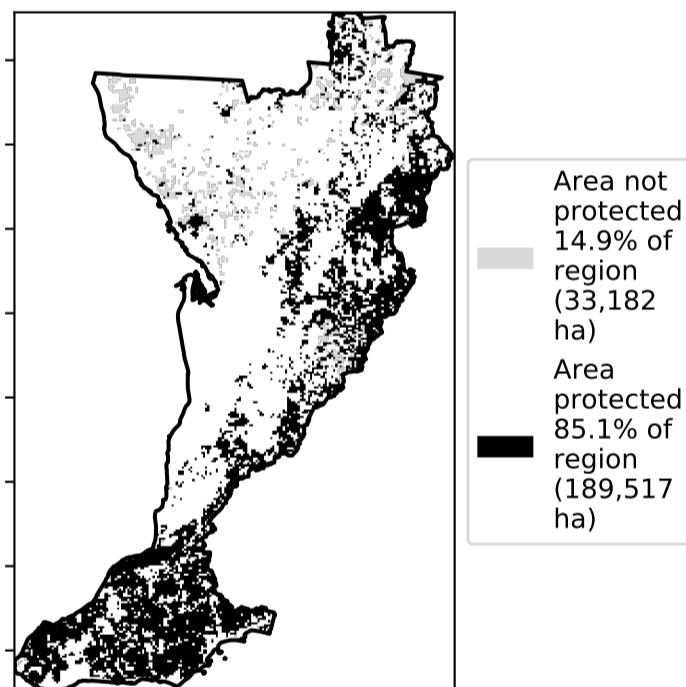 Area not
protected
14.9% of
region
(33,182
ha)
Area
protected
85.1% of
region
(189,517
ha)